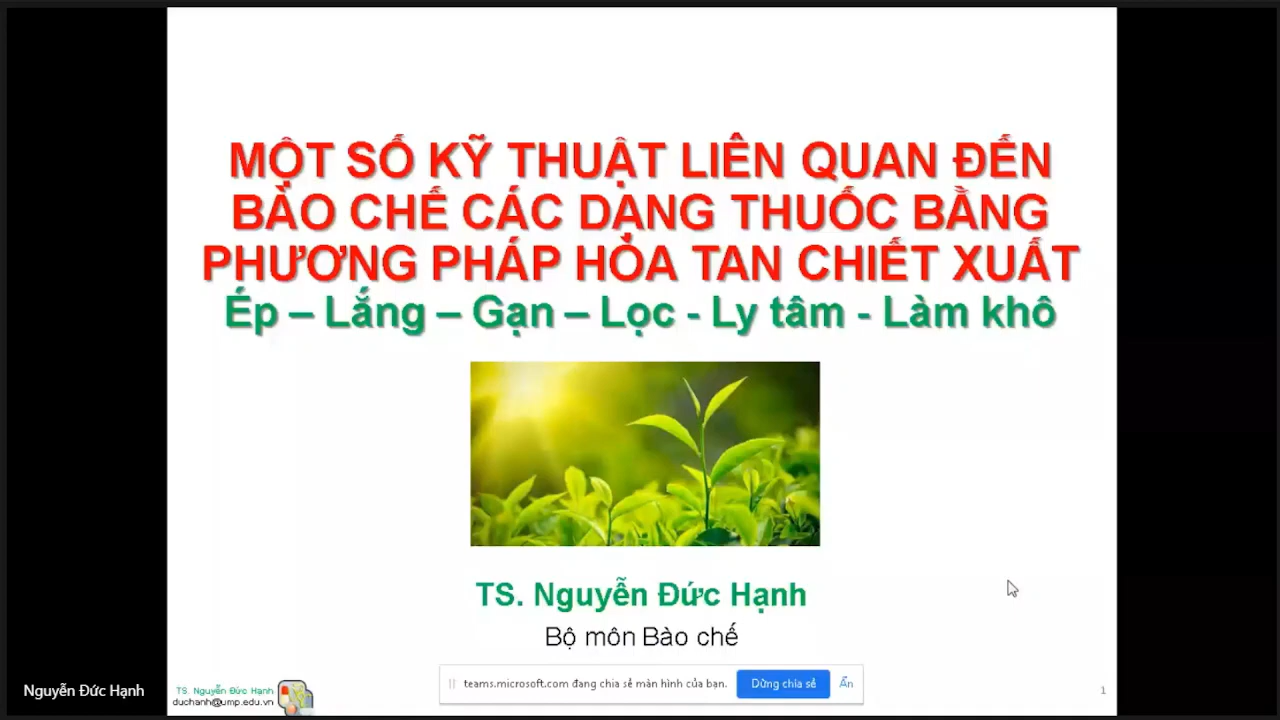 MỘT SỐ KỸ THUẬT LIÊN QUAN ĐẾN
BÀO CHẾ CÁC DẠNG THUỐC BẰNG
PHƯƠNG PHÁP HÒA TAN CHIẾT XUẤT
Ép – Lắng – Gạn – Lọc - Ly tâm - Làm khô
TS. Nguyễn Đức Hạnh
Bộ môn Bào chế
teams.microsoft.com đang chia sẻ màn hình của bạn. Dừng chia sẻ Ẩn
Nguyễn Đức Hạnh
TS. Nguyễn Đức Hạnh
duchanh@ump.edu.vn
1